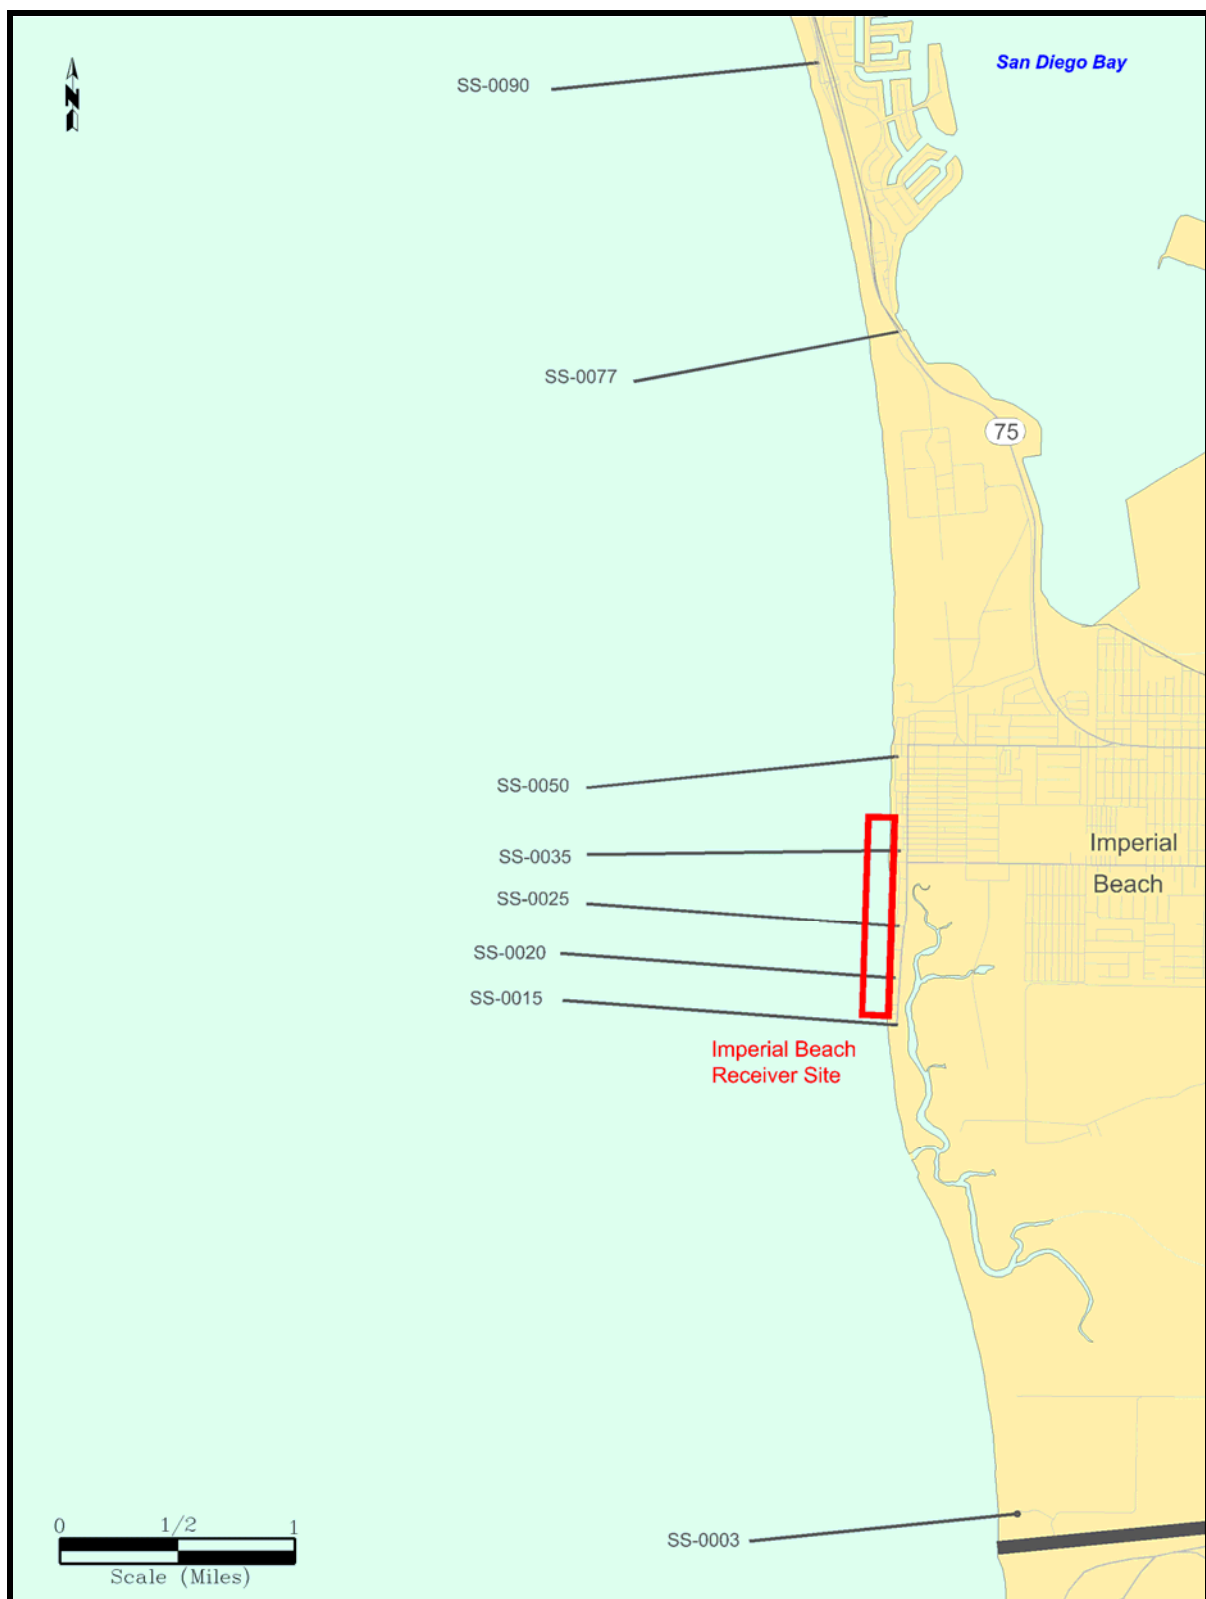 San Diego Bay
SS-0090
N
SS-0077
75
SS-0050
Imperial
Beach
SS-0035
SS-0025
SS-0020
SS-0015
Imperial Beach
Receiver Site
0 1/2 1
Scale (Miles)
SS-0003